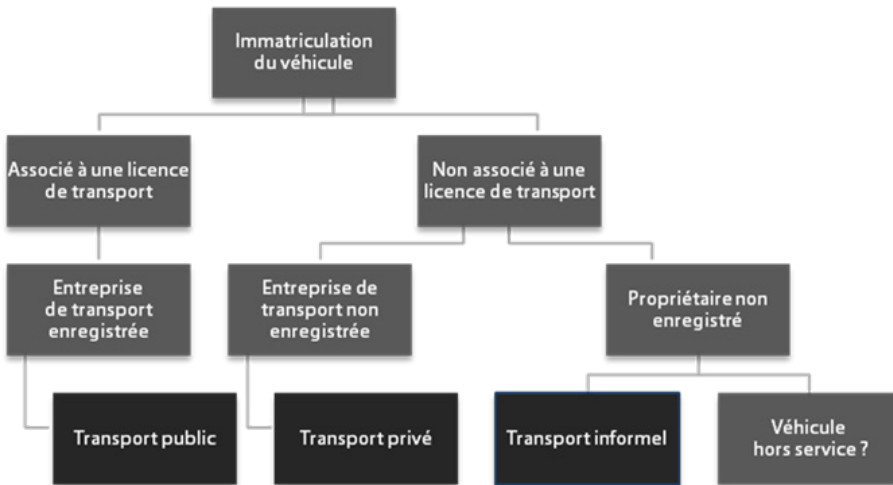 Immatriculation
du véhicule
Associé à une licence
de transport
Non associé à une
licence de transport
Entreprise
de transport
enregistrée
Entreprise de
transport non
enregistrée
Propriétaire non
enregistré
Transport public
Transport privé
Transport informel
Véhicule
hors service ?